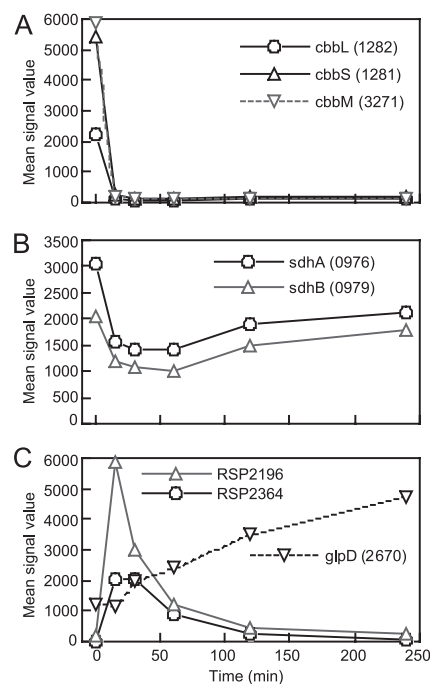 A
6000
5000
4000
3000
2000
1000
0
Mean signal value
cbbL (1282)
cbbS (1281)
cbbM (3271)
B
3500
3000
2500
2000
1500
1000
500
0
Mean signal value
sdhA (0976)
sdhB (0979)
C
6000
5000
4000
3000
2000
1000
0
Mean signal value
RSP2196
RSP2364
glpD (2670)
0 50 100 150 200 250
Time (min)